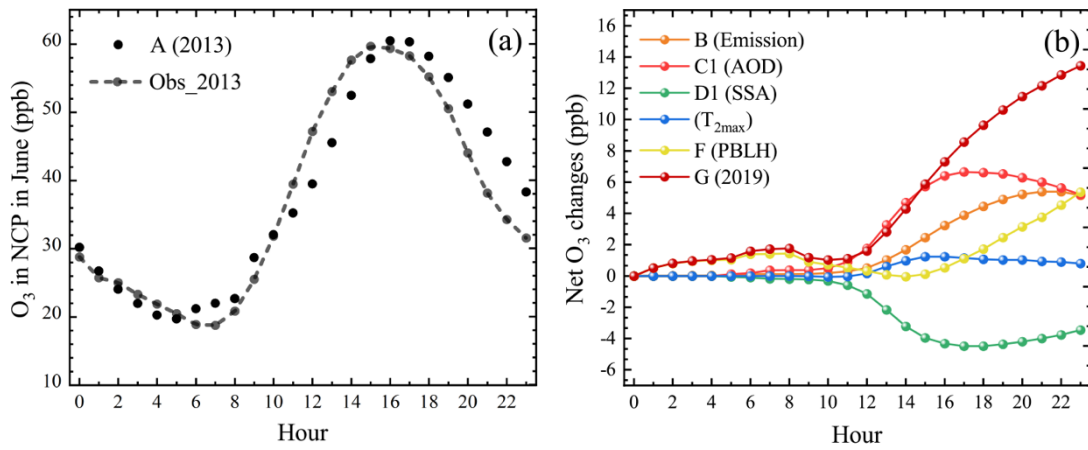 (a)
A (2013)
Obs_2013
O₃ in NCP in June (ppb)
60
50
40
30
20
10
0 2 4 6 8 10 12 14 16 18 20 22
Hour
(b)
B (Emission)
C1 (AOD)
D1 (SSA)
(T₂ₘₐₓ)
F (PBLH)
G (2019)
Net O₃ changes (ppb)
16
14
12
10
8
6
4
2
0
-2
-4
-6
0 2 4 6 8 10 12 14 16 18 20 22
Hour